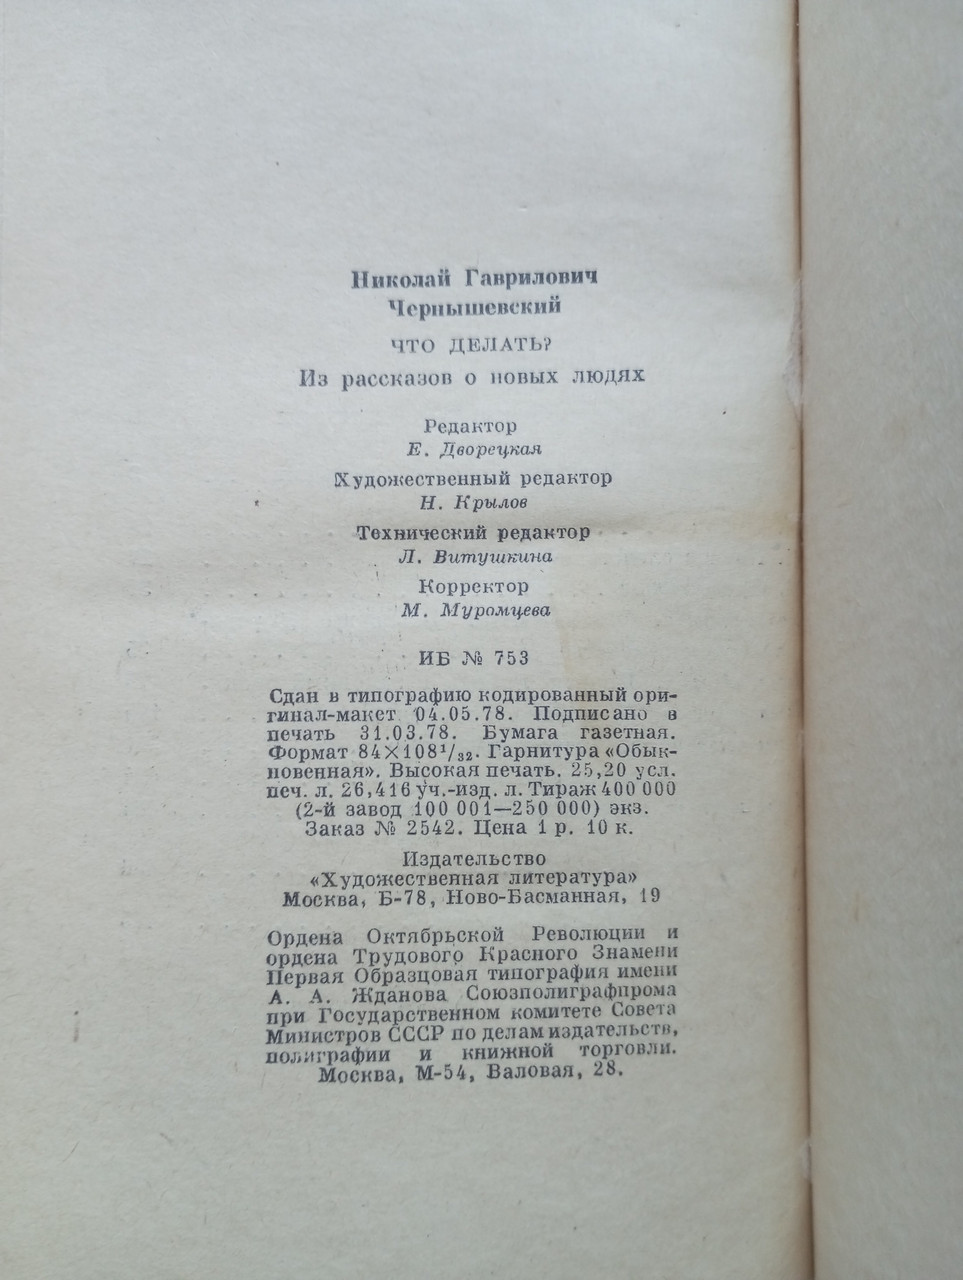 Николай Гаврилович
Чернышевский
ЧТО ДЕЛАТЬ?
Из рассказов о новых людях
Редактор
Е. Дворецкая
Художественный редактор
Н. Крылов
Технический редактор
Л. Витушкина
Корректор
М. Муромцева
ИБ № 753
Сдан в типографию кодированный ори-
гинал-макет 04.05.78. Подписано в
печать 31.03.78. Бумага газетная.
Формат 84×108¹/₃₂. Гарнитура «Обык-
новенная». Высокая печать. 25,20 усл.
печ. л. 26,416 уч.-изд. л. Тираж 400 000
(2-й завод 100 001—250 000) экз.
Заказ № 2542. Цена 1 р. 10 к.
Издательство
«Художественная литература»
Москва, Б-78, Ново-Басманная, 19
Ордена Октябрьской Революции и
ордена Трудового Красного Знамени
Первая Образцовая типография имени
А. А. Жданова Союзполиграфпрома
при Государственном комитете Совета
Министров СССР по делам издательств,
полиграфии и книжной торговли.
Москва, М-54, Валовая, 28.